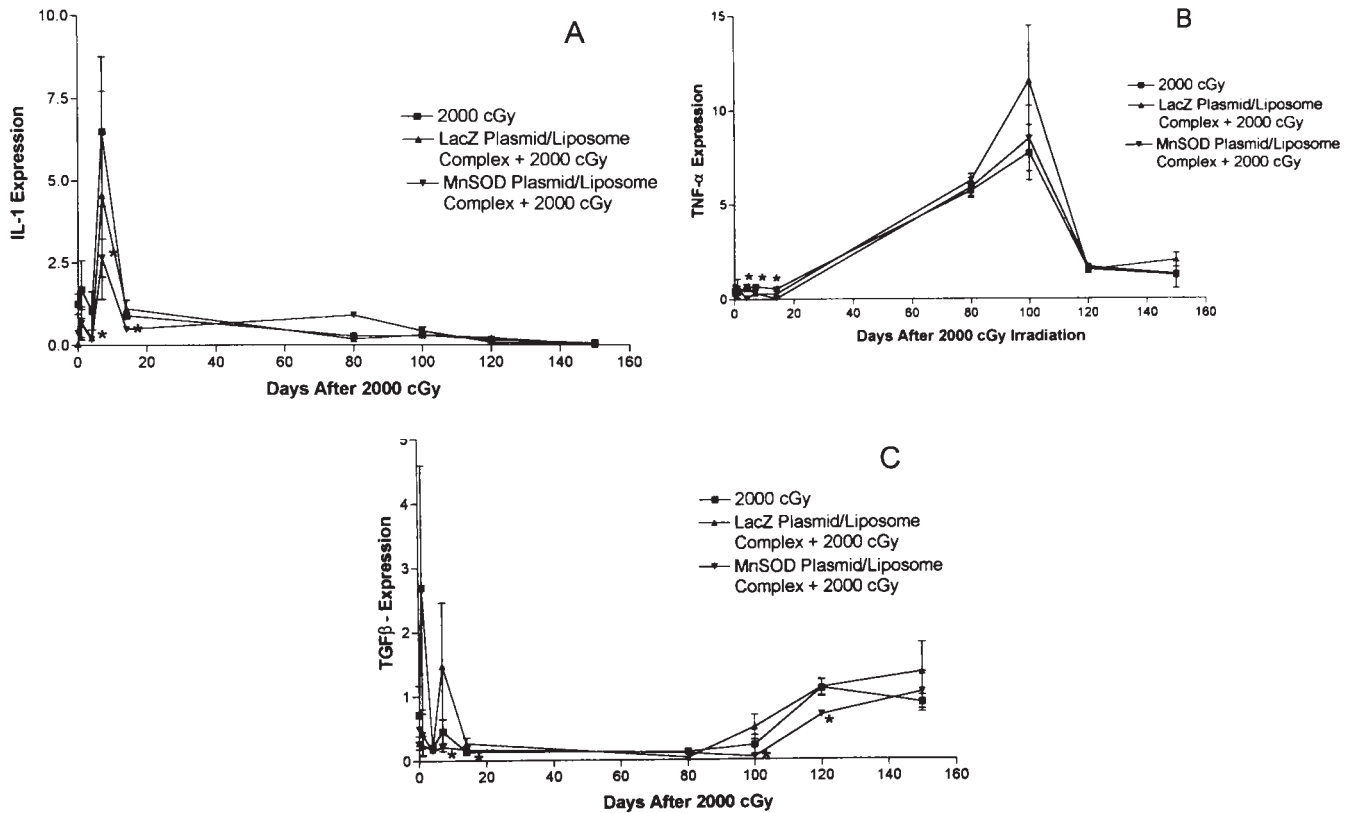 A
10.0
7.5
5.0
2.5
0.0
IL-1 Expression
0 20 40 60 80 100 120 140 160
Days After 2000 cGy
2000 cGy
LacZ Plasmid/Liposome
Complex + 2000 cGy
MnSOD Plasmid/Liposome
Complex + 2000 cGy
*
*
*
B
15
10
5
0
TNF-α Expression
0 20 40 60 80 100 120 140 160
Days After 2000 cGy Irradiation
2000 cGy
LacZ Plasmid/Liposome
Complex + 2000 cGy
MnSOD Plasmid/Liposome
Complex + 2000 cGy
* * *
C
5
4
3
2
1
0
TGFβ - Expression
0 20 40 60 80 100 120 140 160
Days After 2000 cGy
2000 cGy
LacZ Plasmid/Liposome
Complex + 2000 cGy
MnSOD Plasmid/Liposome
Complex + 2000 cGy
* * * *